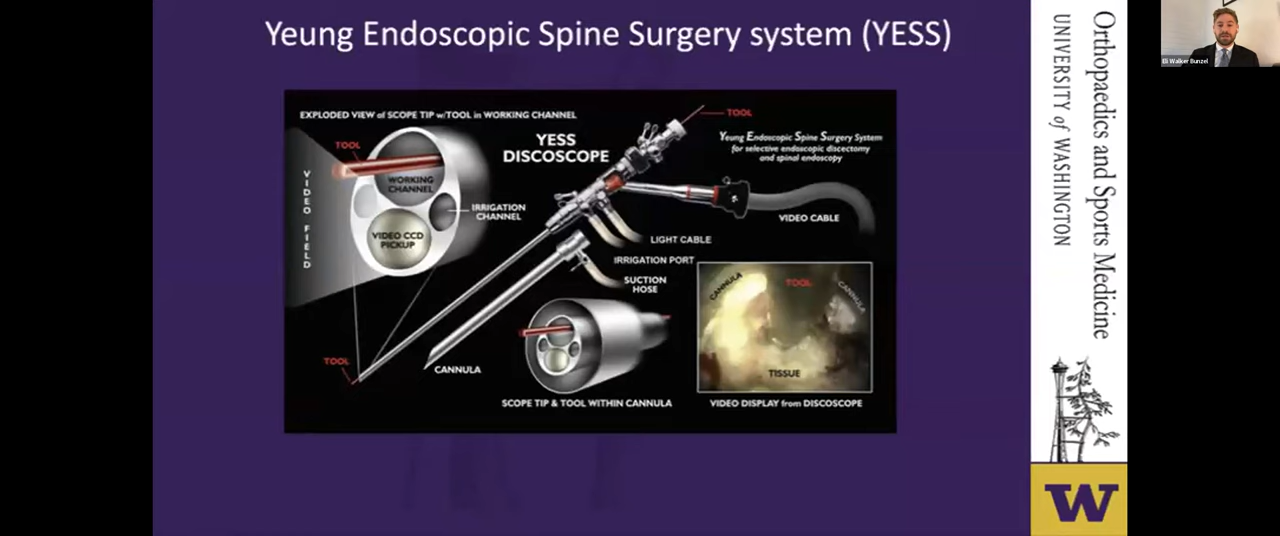 Yeung Endoscopic Spine Surgery system (YESS)
EXPLODED VIEW of SCOPE TIP w/TOOL in WORKING CHANNEL
TOOL
WORKING
CHANNEL
IRRIGATION
CHANNEL
VIDEO CCD
PICKUP
VIDEO FIELD
YESS
DISCOSCOPE
TOOL
Yeung Endoscopic Spine Surgery System
for selective endoscopic discectomy
and spinal endoscopy
VIDEO CABLE
LIGHT CABLE
IRRIGATION PORT
SUCTION
HOSE
TOOL
CANNULA
SCOPE TIP & TOOL WITHIN CANNULA
CANNULA
TOOL
CANNULA
TISSUE
VIDEO DISPLAY from DISCOSCOPE
Orthopaedics and Sports Medicine
UNIVERSITY of WASHINGTON
W
Eli Walker Bunzel